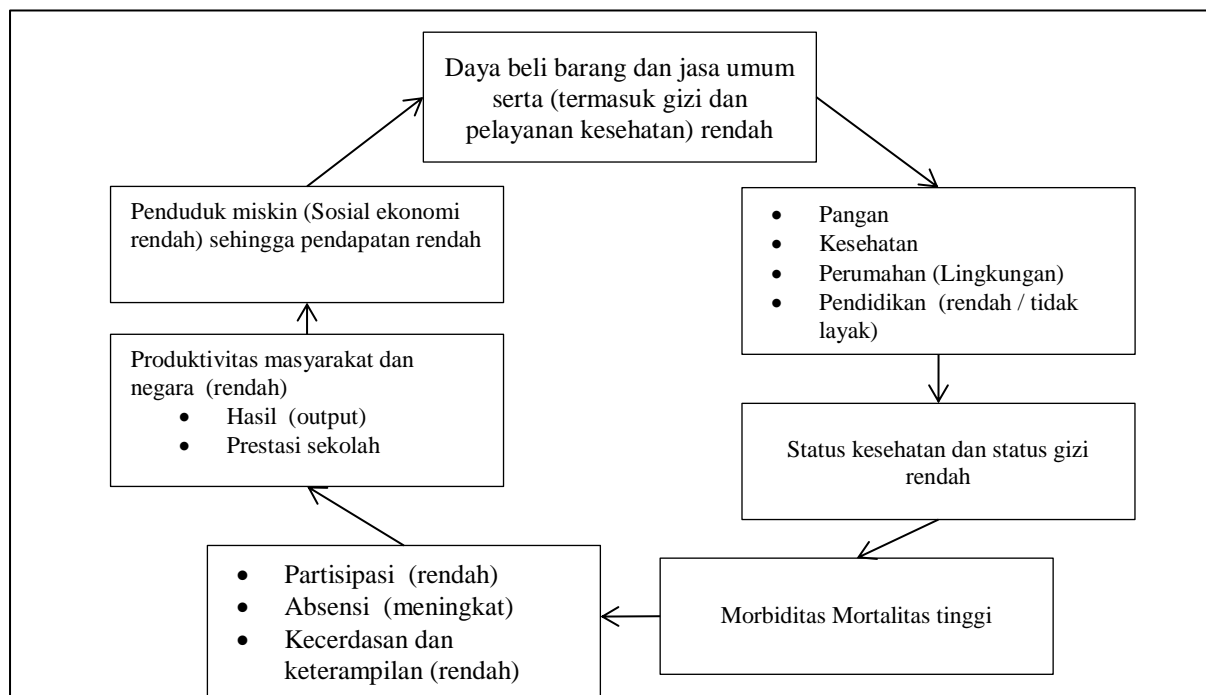 Daya beli barang dan jasa umum
serta (termasuk gizi dan
pelayanan kesehatan) rendah
Penduduk miskin (Sosial ekonomi
rendah) sehingga pendapatan rendah
• Pangan
• Kesehatan
• Perumahan (Lingkungan)
• Pendidikan (rendah / tidak
layak)
Produktivitas masyarakat dan
negara (rendah)
• Hasil (output)
• Prestasi sekolah
Status kesehatan dan status gizi
rendah
• Partisipasi (rendah)
• Absensi (meningkat)
• Kecerdasan dan
keterampilan (rendah)
Morbiditas Mortalitas tinggi